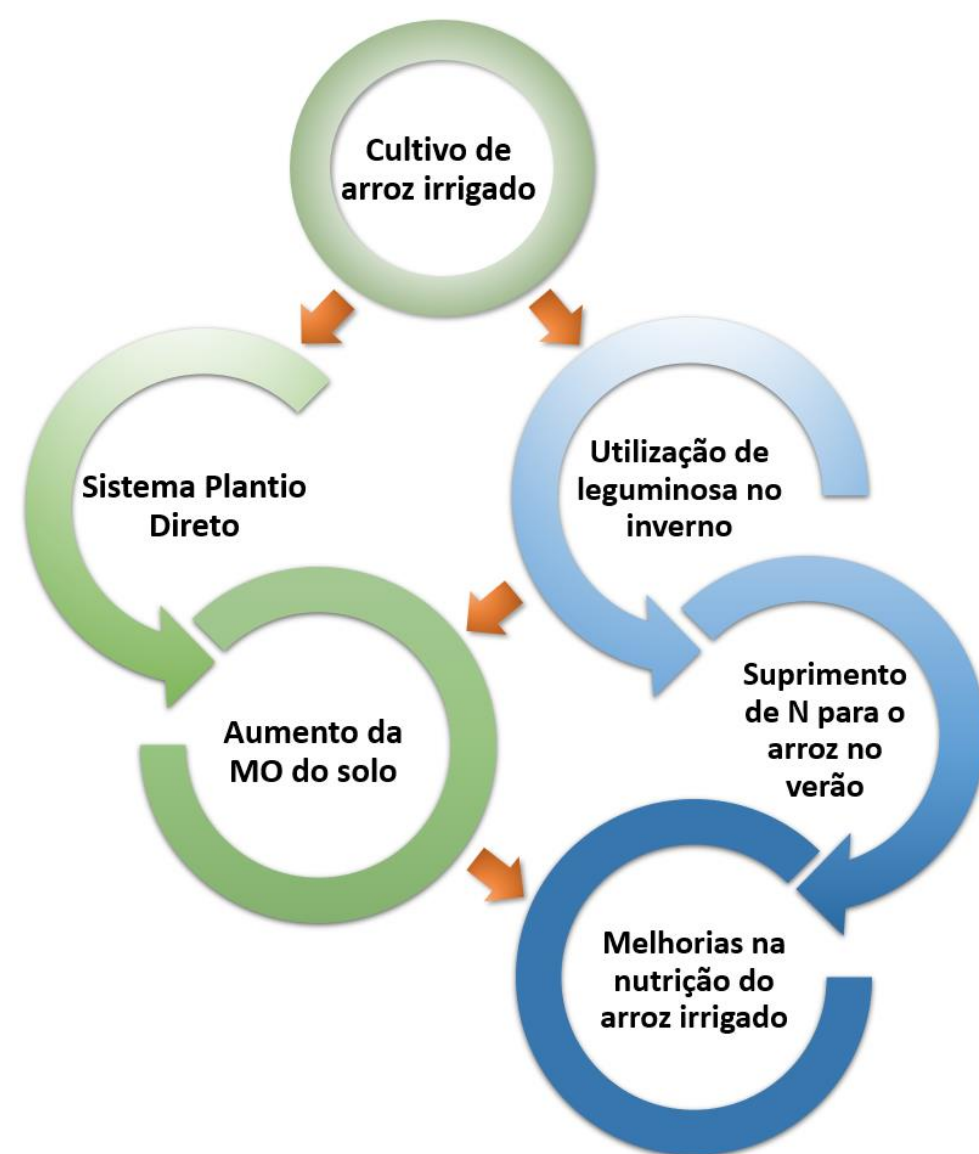 Cultivo de
arroz irrigado
Sistema Plantio
Direto
Utilização de
leguminosa no
inverno
Aumento da
MO do solo
Suprimento
de N para o
arroz no
verão
Melhorias na
nutrição do
arroz irrigado